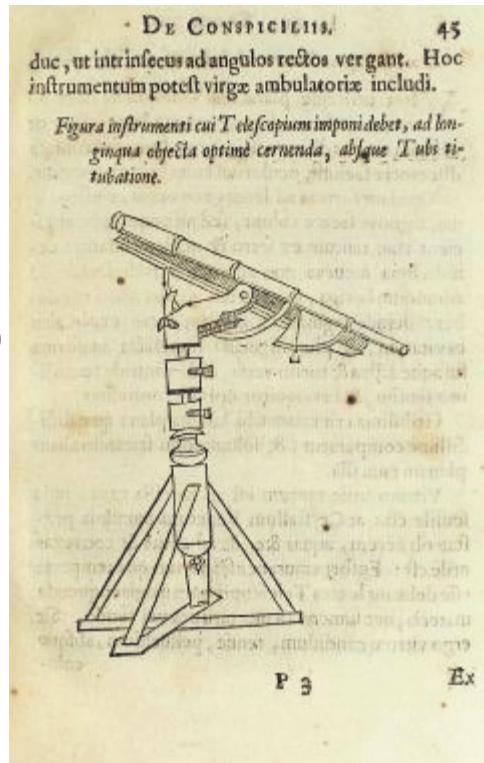 De Conspiciliis. 45
duc, ut intrinsecus ad angulos rectos vergant. Hoc
instrumentum potest virgæ ambulatoriæ includi.
Figura instrumenti cui Telescopium imponi debet, ad lon-
ginqua objecta optimè cernenda, absque Tubi ti-
tubatione.
P 3
Ex